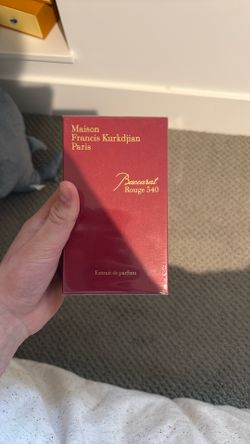 Maison
Francis Kurkdjian
Paris
Baccarat
Rouge 540
Extrait de parfum